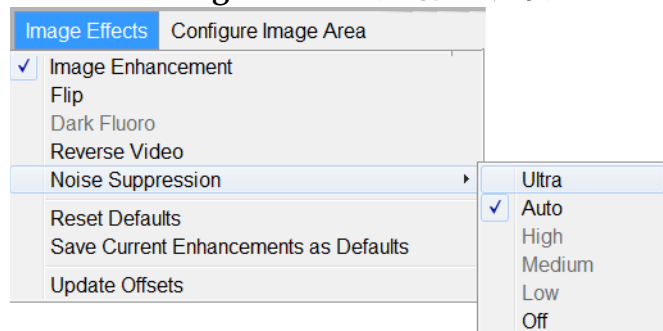 Image Effects Configure Image Area
Image Enhancement
Flip
Dark Fluoro
Reverse Video
Noise Suppression
Ultra
Auto
High
Medium
Low
Off
Reset Defaults
Save Current Enhancements as Defaults
Update Offsets